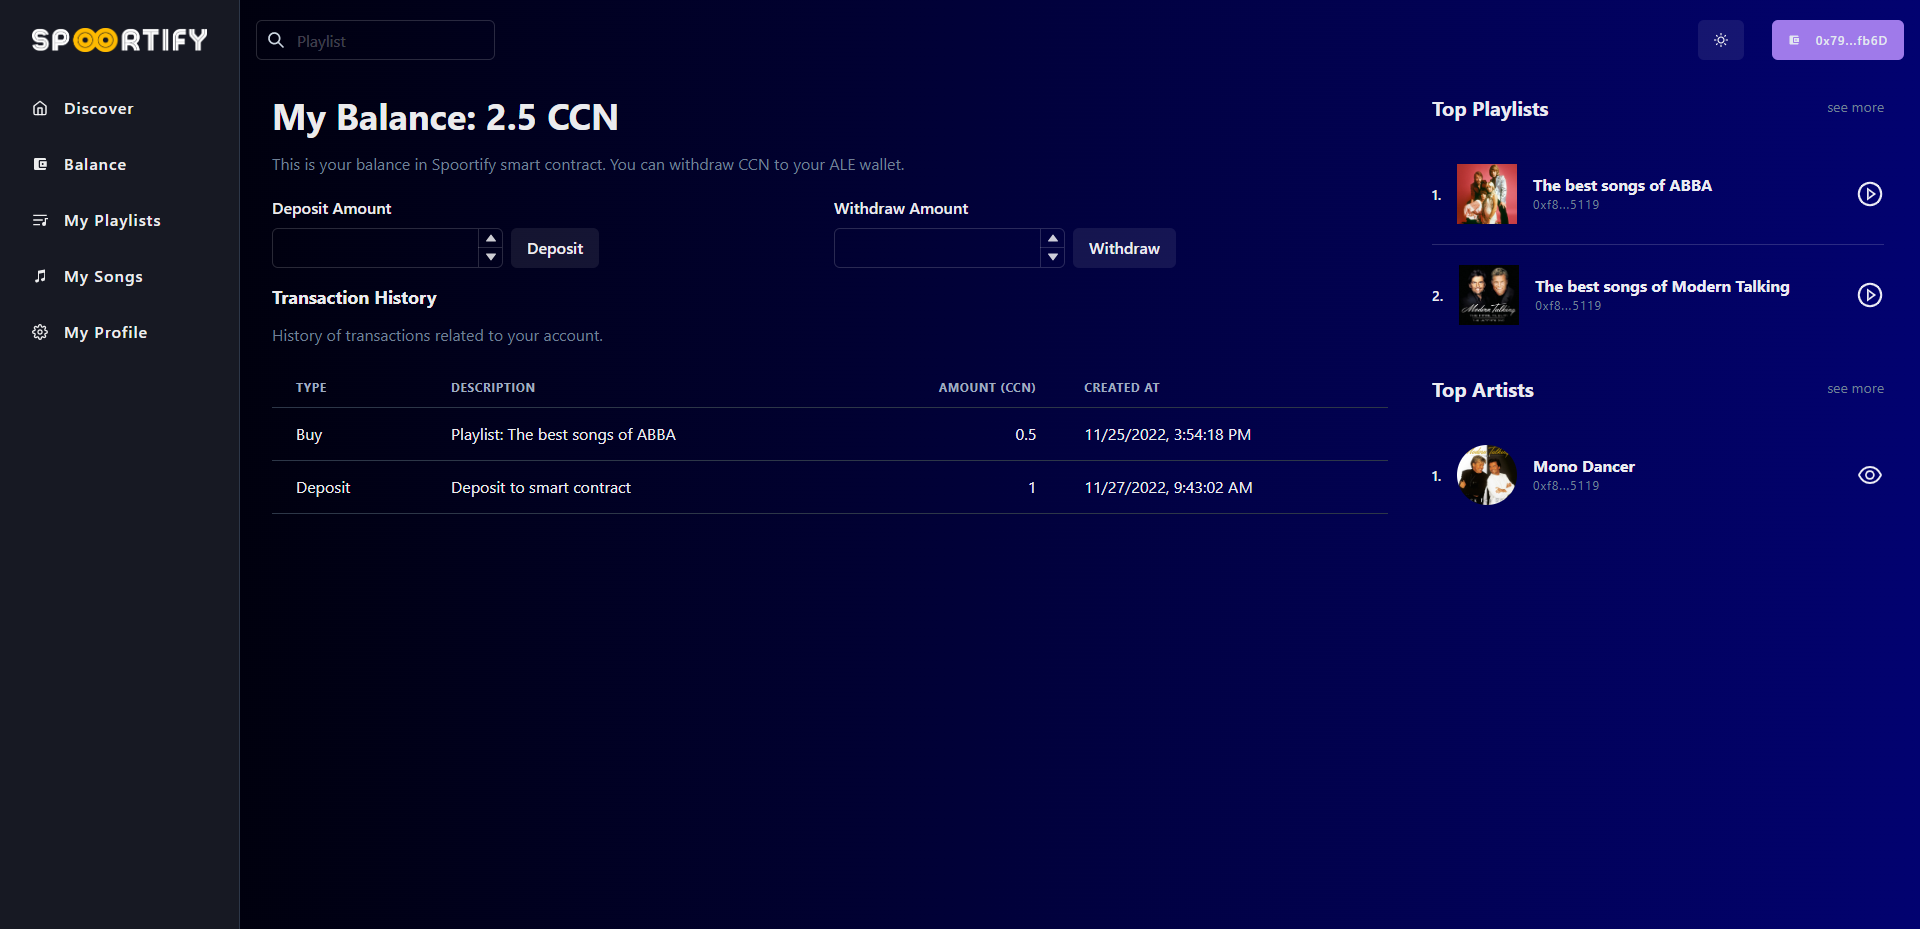 SPOORTIFY
Discover
Balance
My Playlists
My Songs
My Profile
Playlist
0x79...fb6D
My Balance: 2.5 CCN
This is your balance in Spoortify smart contract. You can withdraw CCN to your ALE wallet.
Deposit Amount
Deposit
Withdraw Amount
Withdraw
Transaction History
History of transactions related to your account.
TYPE DESCRIPTION AMOUNT (CCN) CREATED AT
Buy Playlist: The best songs of ABBA 0.5 11/25/2022, 3:54:18 PM
Deposit Deposit to smart contract 1 11/27/2022, 9:43:02 AM
Top Playlists see more
1. The best songs of ABBA
0xf8...5119
2. The best songs of Modern Talking
0xf8...5119
Modern Talking
Top Artists see more
1. Mono Dancer
0xf8...5119